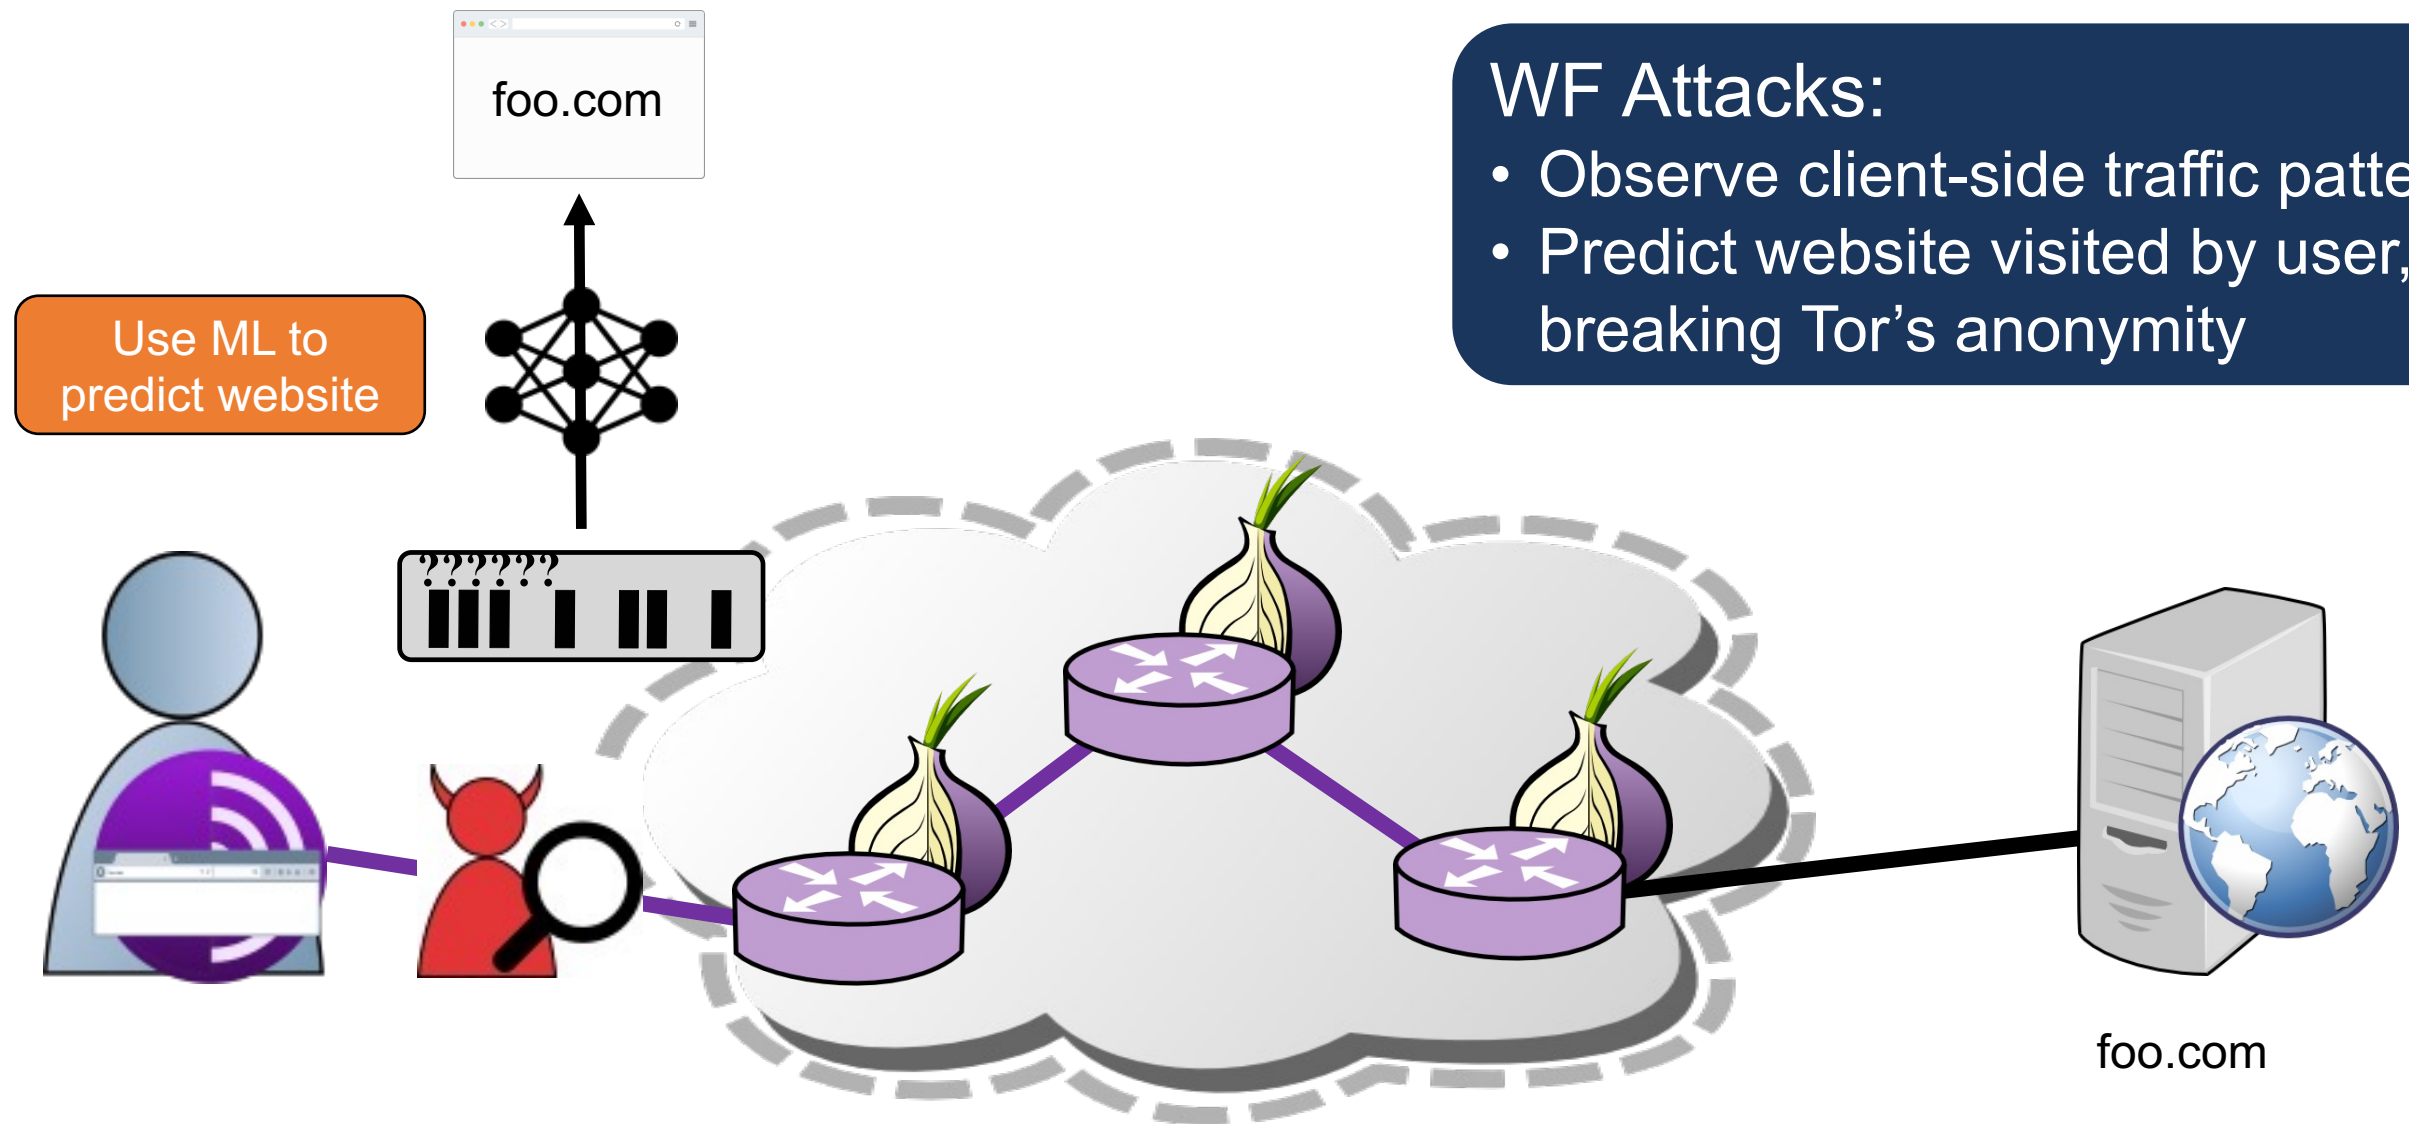 foo.com
WF Attacks:
• Observe client-side traffic
• Predict website visited by user,
breaking Tor’s anonymity
Use ML to
predict website
??????
foo.com